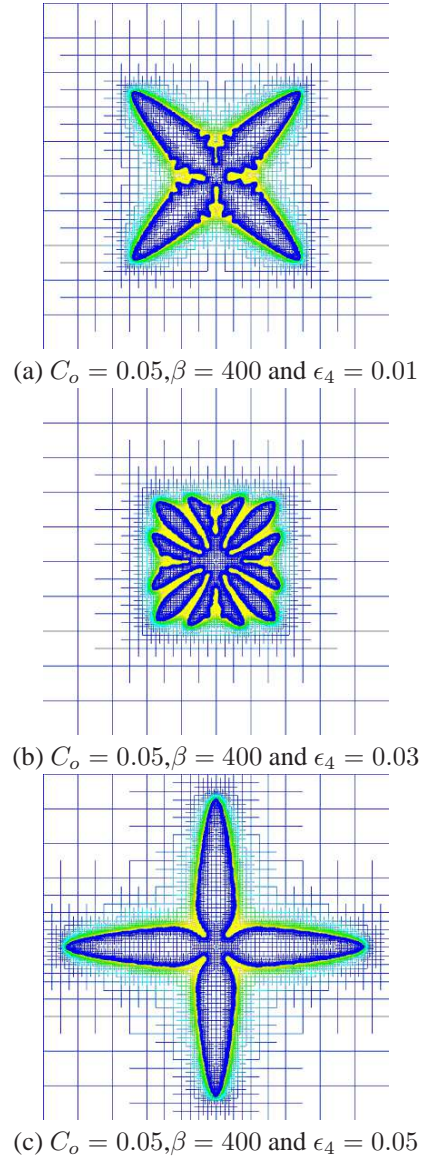 (a) $C_o = 0.05$,$\beta = 400$ and $\epsilon_4 = 0.01$
(b) $C_o = 0.05$,$\beta = 400$ and $\epsilon_4 = 0.03$
(c) $C_o = 0.05$,$\beta = 400$ and $\epsilon_4 = 0.05$